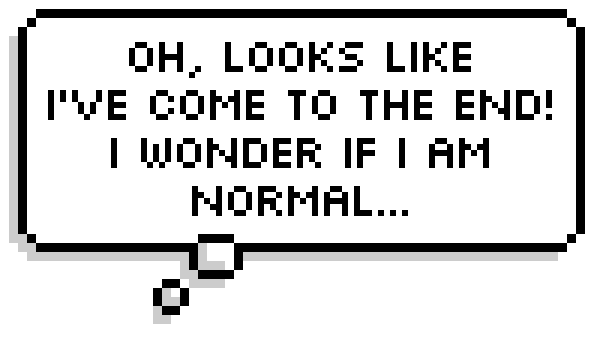 OH, LOOKS LIKE
I'VE COME TO THE END!
I WONDER IF I AM
NORMAL...